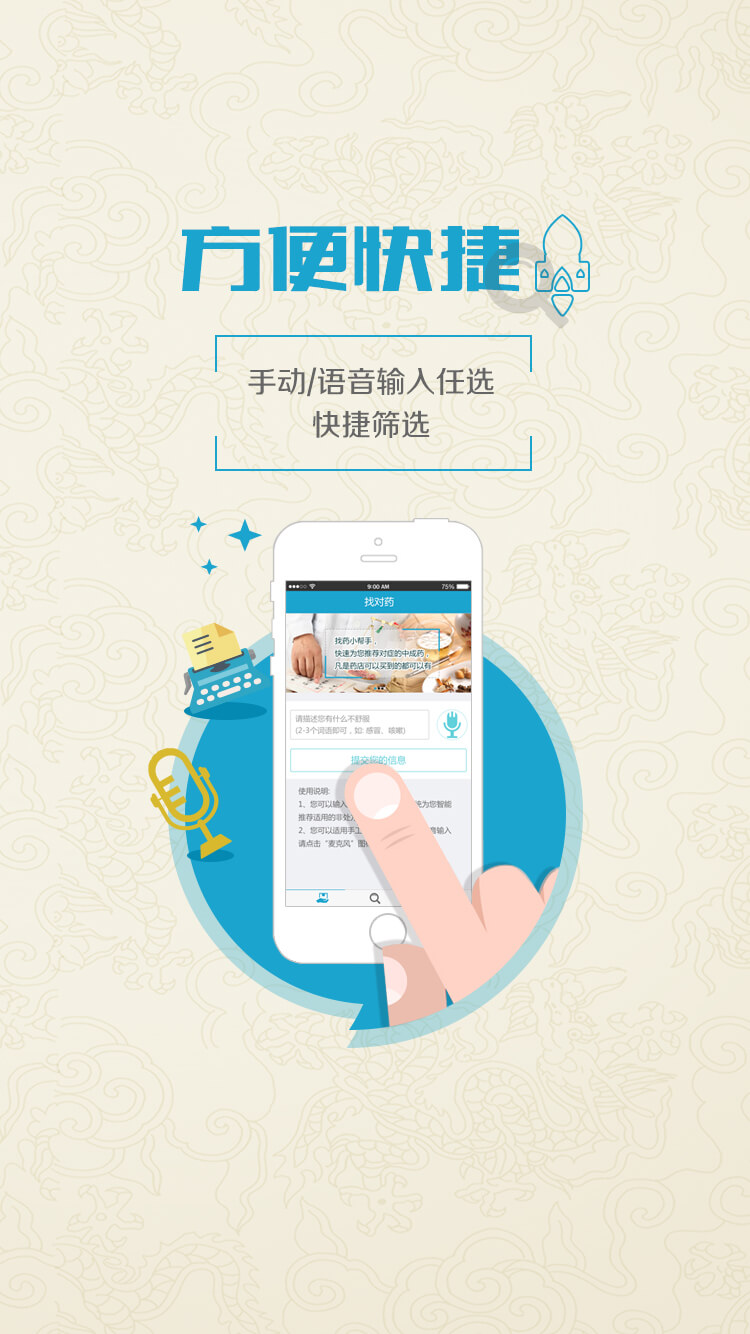 方便快捷
手动/语音输入任选
快捷筛选
9:00 AM
75%
找对药
找药小帮手，
快速为您推荐对症的中成药，
凡是药店可以买到的都可以有
请描述您有什么不舒服
(2-3个词语即可，如: 感冒、咳嗽)
提交您的信息
使用说明:
1、您可以输入 统为您智能
推荐适用的非处
2、您可以适用手工 音输入
请点击“麦克风”图